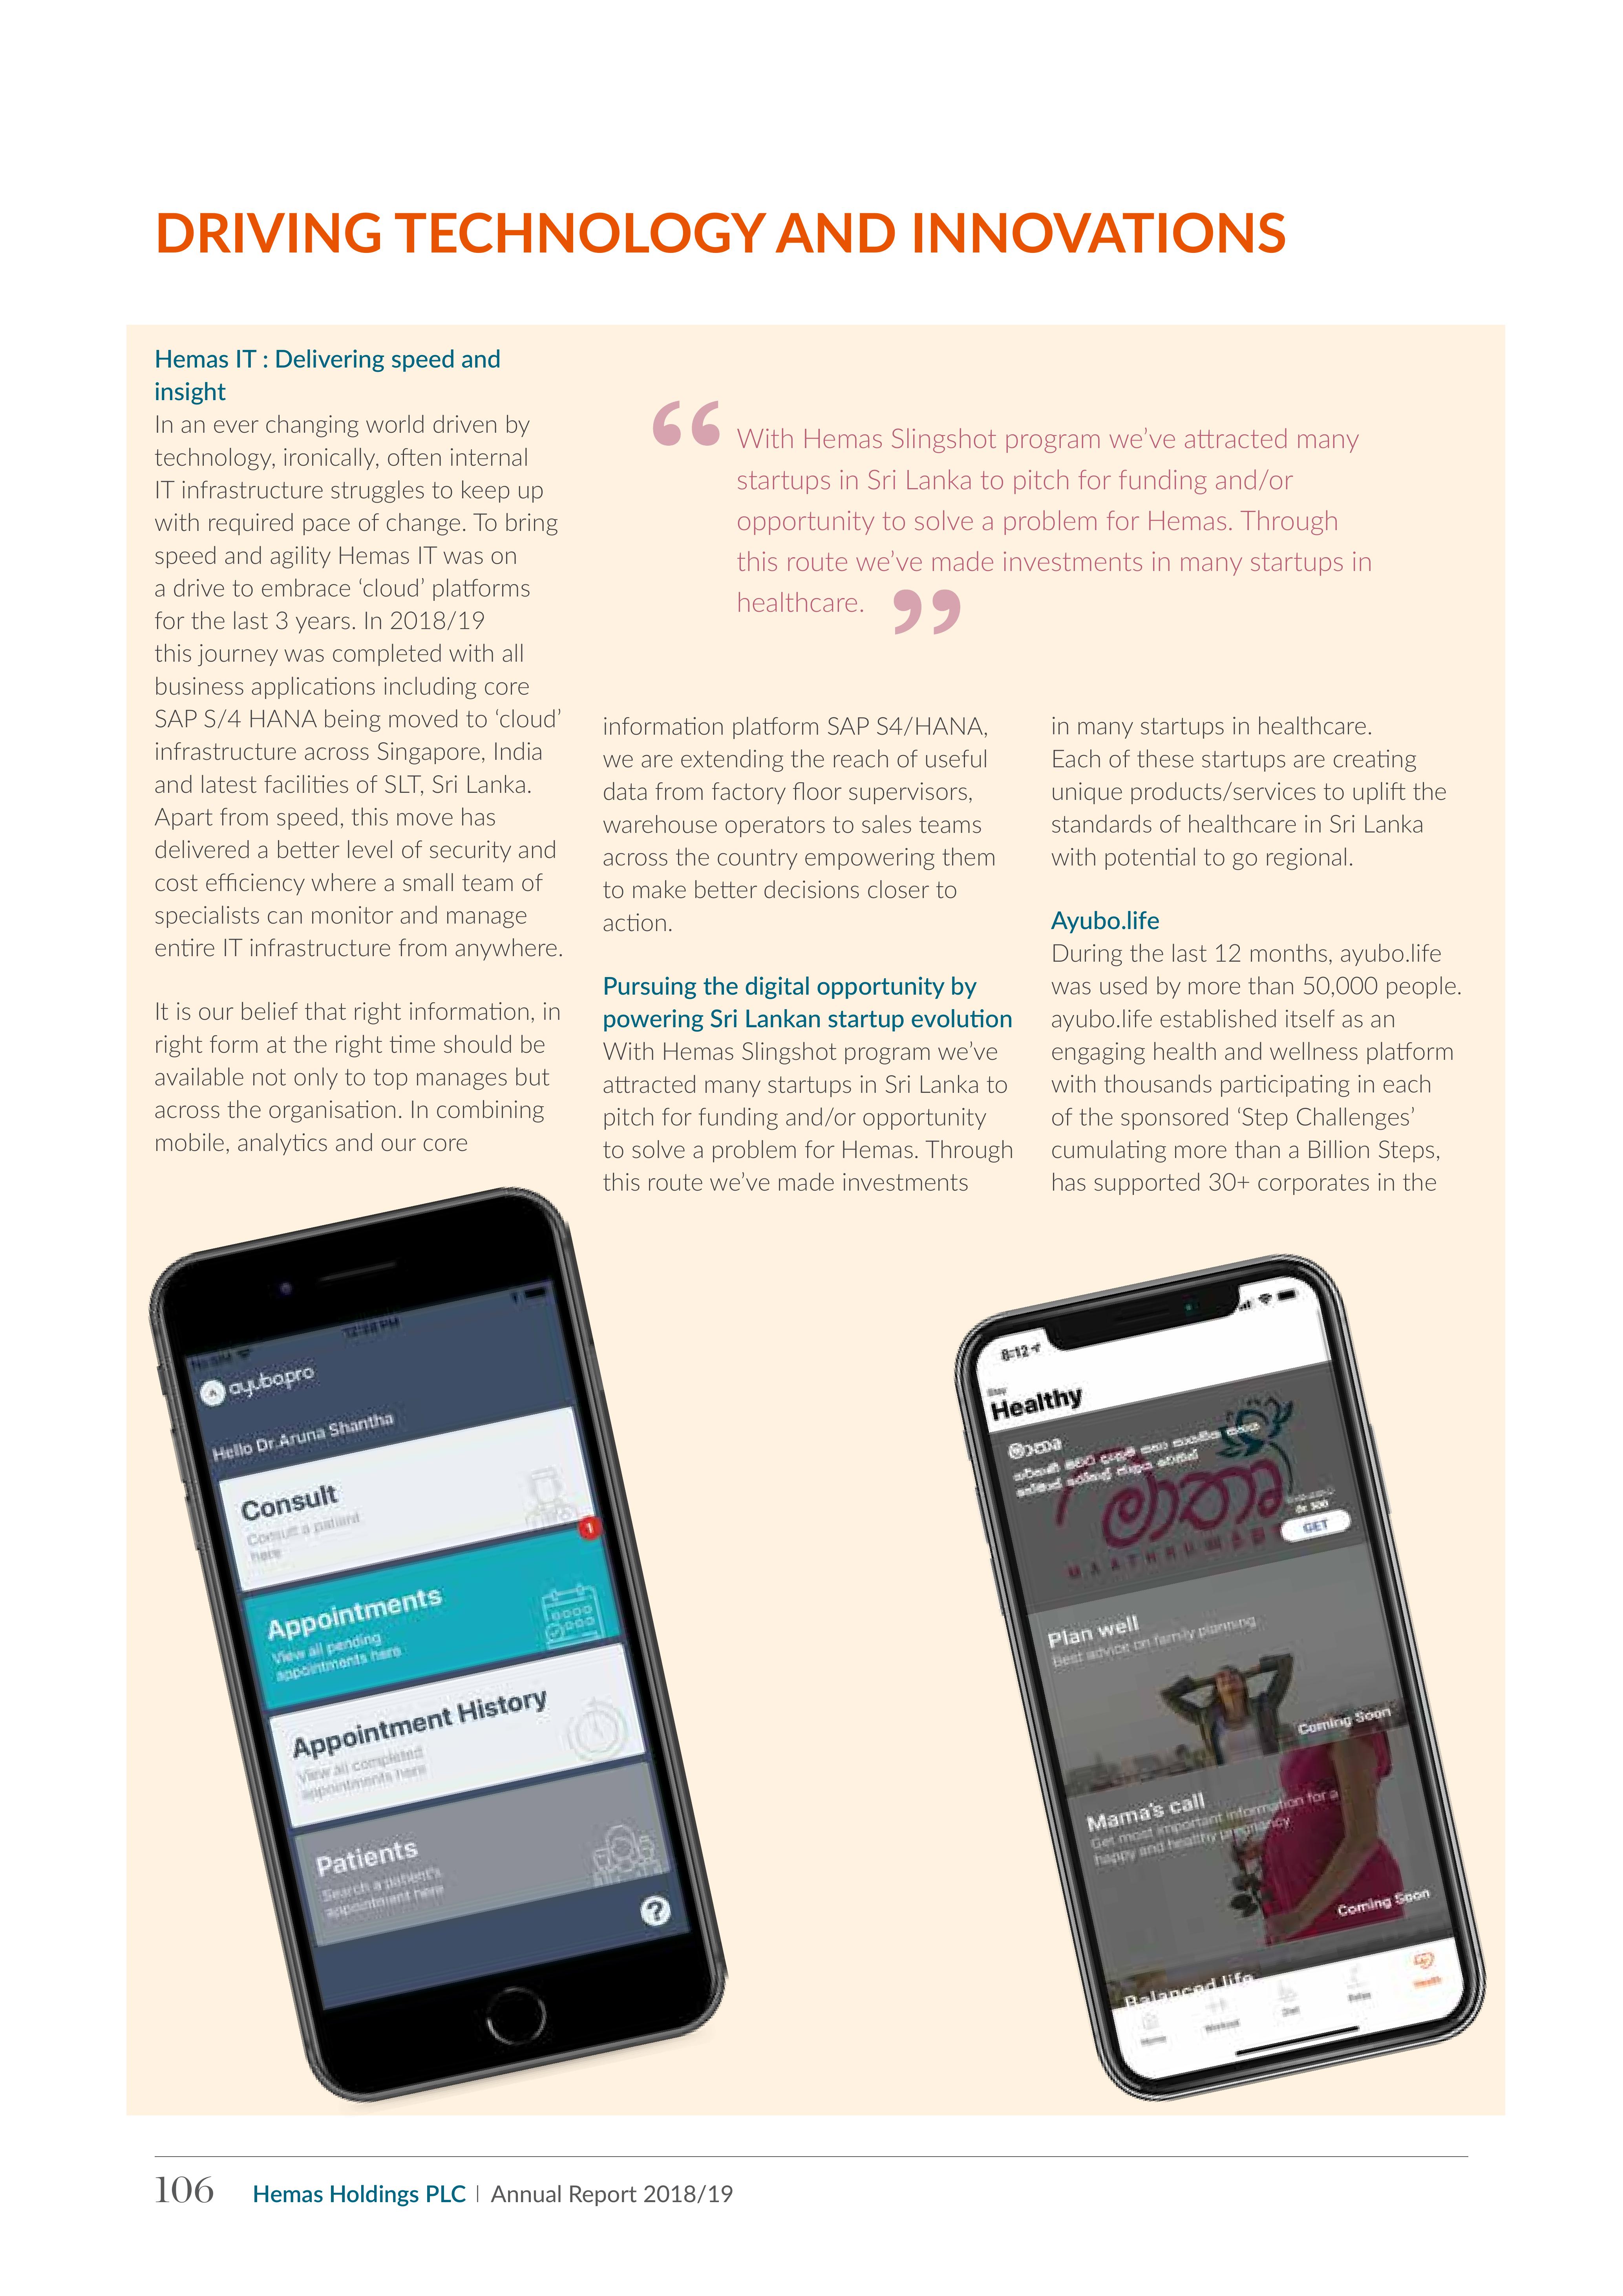 DRIVING TECHNOLOGY AND INNOVATIONS
Hemas IT : Delivering speed and
insight
In an ever changing world driven by
technology, ironically, often internal
IT infrastructure struggles to keep up
with required pace of change. To bring
speed and agility Hemas IT was on
a drive to embrace ‘cloud’ platforms
for the last 3 years. In 2018/19
this journey was completed with all
business applications including core
SAP S/4 HANA being moved to ‘cloud’
infrastructure across Singapore, India
and latest facilities of SLT, Sri Lanka.
Apart from speed, this move has
delivered a better level of security and
cost efficiency where a small team of
specialists can monitor and manage
entire IT infrastructure from anywhere.
It is our belief that right information, in
right form at the right time should be
available not only to top manages but
across the organisation. In combining
mobile, analytics and our core
“ With Hemas Slingshot program we’ve attracted many
startups in Sri Lanka to pitch for funding and/or
opportunity to solve a problem for Hemas. Through
this route we’ve made investments in many startups in
healthcare. ”
information platform SAP S4/HANA,
we are extending the reach of useful
data from factory floor supervisors,
warehouse operators to sales teams
across the country empowering them
to make better decisions closer to
action.
Pursuing the digital opportunity by
powering Sri Lankan startup evolution
With Hemas Slingshot program we’ve
attracted many startups in Sri Lanka to
pitch for funding and/or opportunity
to solve a problem for Hemas. Through
this route we’ve made investments
in many startups in healthcare.
Each of these startups are creating
unique products/services to uplift the
standards of healthcare in Sri Lanka
with potential to go regional.
Ayubo.life
During the last 12 months, ayubo.life
was used by more than 50,000 people.
ayubo.life established itself as an
engaging health and wellness platform
with thousands participating in each
of the sponsored ‘Step Challenges’
cumulating more than a Billion Steps,
has supported 30+ corporates in the
No SIM
12:28 PM
ayubopro
Hello Dr.Aruna Shantha
Consult
Consult a patient
here
1
Appointments
View all pending
appointments here
Appointment History
View all completed
appointments here
Patients
Search a patient's
appointment here
?
8:12
Stay
Healthy
මාතෘ
මාතෘ
GET
Plan well
Best advice on family planning
Coming Soon
Mama's call
Get most important information for a
happy and healthy pregnancy
Coming Soon
Balanced life
Home
Workout
Diet
Relax
Health
106 Hemas Holdings PLC | Annual Report 2018/19